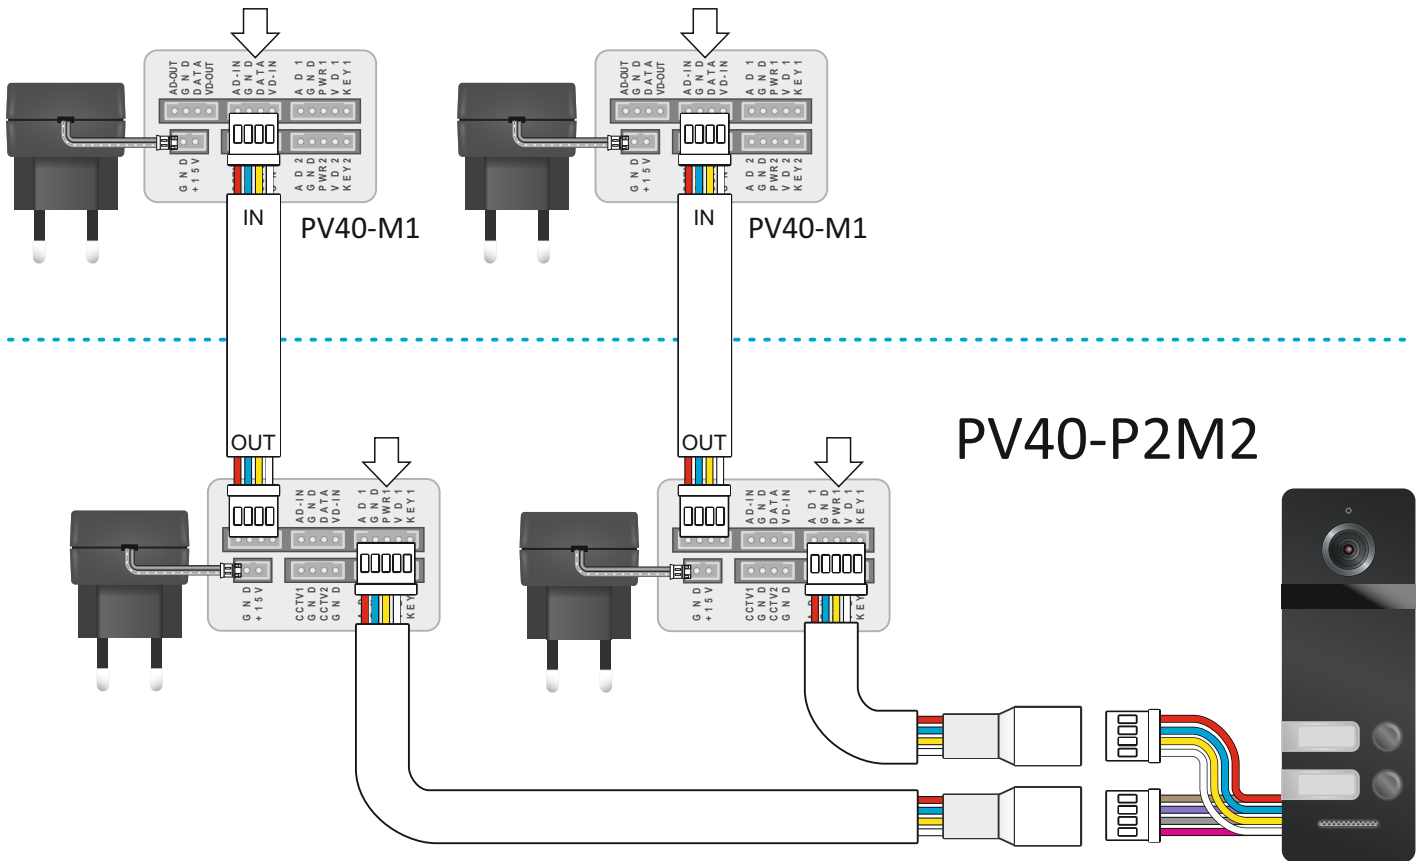 AD-OUT
GND
DATA
VD-OUT
AD-IN
GND
DATA
VD-IN
AD1
GND
PWR1
VD1
KEY1
GND
+15V
AD2
GND
PWR2
VD2
KEY2
IN
PV40-M1
AD-OUT
GND
DATA
VD-OUT
AD-IN
GND
DATA
VD-IN
AD1
GND
PWR1
VD1
KEY1
GND
+15V
AD2
GND
PWR2
VD2
KEY2
IN
PV40-M1
OUT
OUT
PV40-P2M2
AD-IN
GND
DATA
VD-IN
AD1
GND
PWR1
VD1
KEY1
GND
+15V
CCTV1
GND
CCTV2
GND
KEY
AD-IN
GND
DATA
VD-IN
AD1
GND
PWR1
VD1
KEY1
GND
+15V
CCTV1
GND
CCTV2
GND
KEY